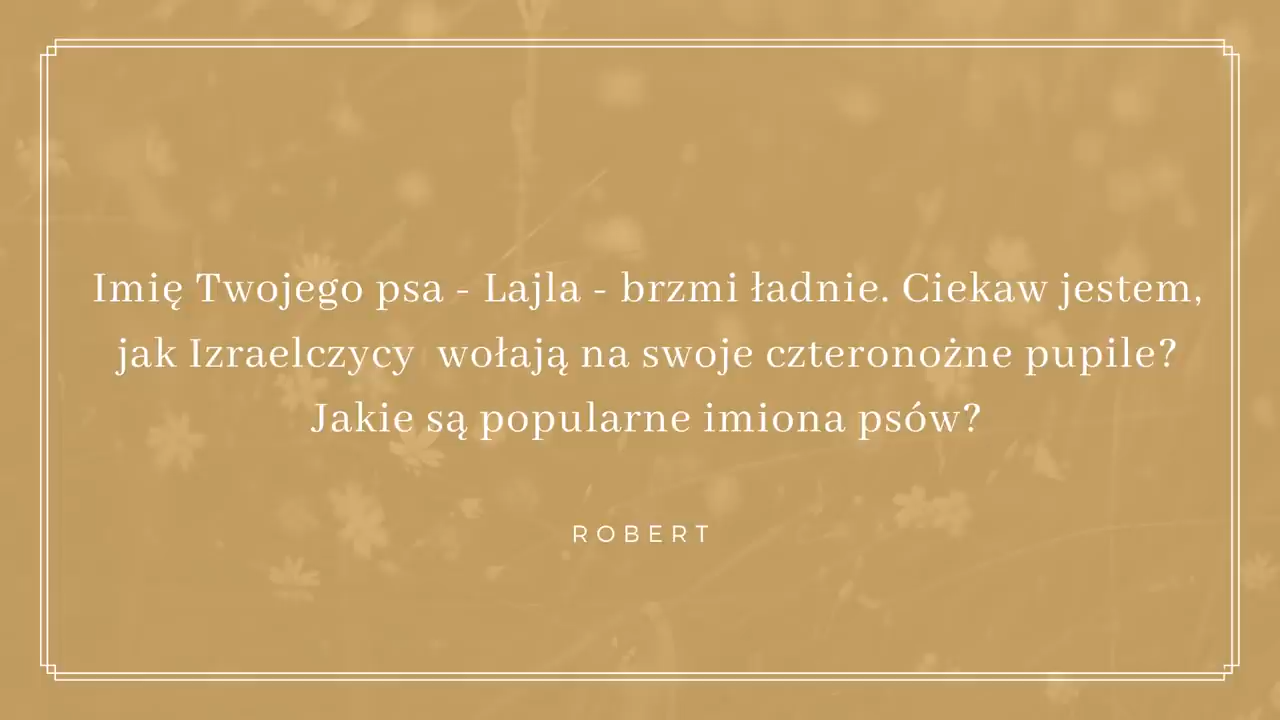 Imię Twojego psa - Lajla - brzmi ładnie. Ciekaw jestem,
jak Izraelczycy  wołają na swoje czteronożne pupile?
Jakie są popularne imiona psów?
ROBERT